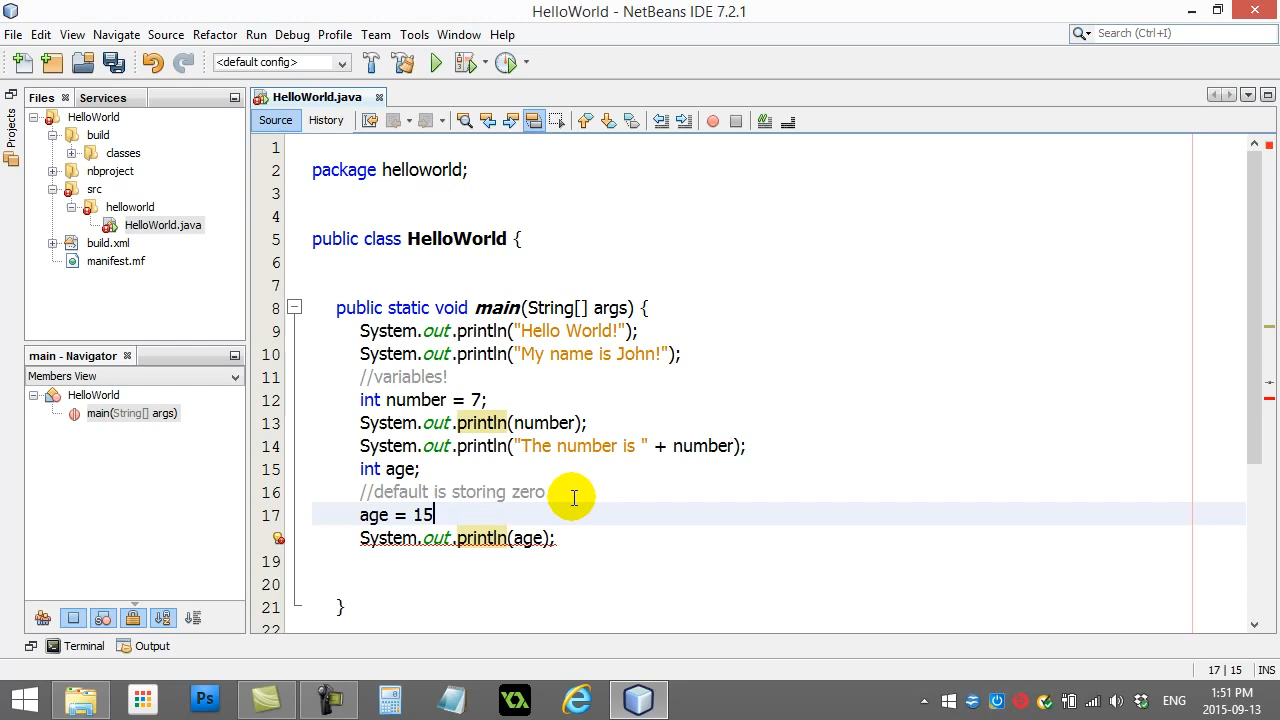 HelloWorld - NetBeans IDE 7.2.1
File Edit View Navigate Source Refactor Run Debug Profile Team Tools Window Help
Search (Ctrl+I)
<default config>
Files Services
HelloWorld.java
Projects
Source History
HelloWorld
build
classes
nbproject
src
helloworld
HelloWorld.java
build.xml
manifest.mf
main - Navigator
Members View
HelloWorld
main(String[] args)
1
2 package helloworld;
3
4
5 public class HelloWorld {
6
7
8 public static void main(String[] args) {
9 System.out.println("Hello World!");
10 System.out.println("My name is John!");
11 //variables!
12 int number = 7;
13 System.out.println(number);
14 System.out.println("The number is " + number);
15 int age;
16 //default is storing zero
17 age = 15
System.out.println(age);
19
20
21 }
22
Terminal Output
17 | 15 INS
Ps
ENG
1:51 PM
2015-09-13